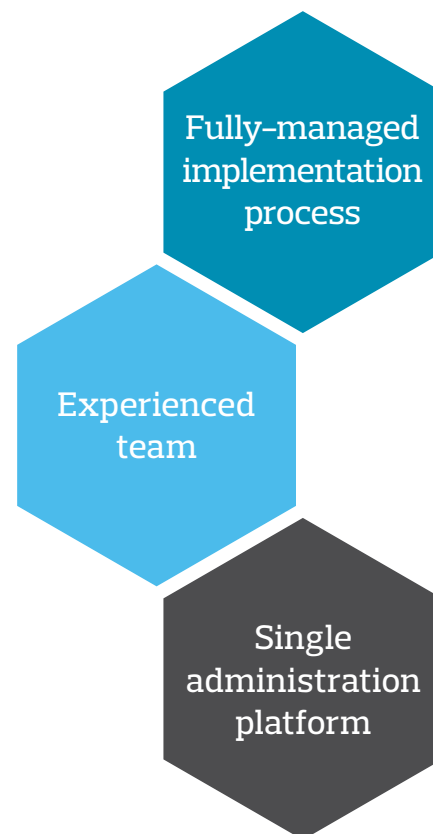 Fully-managed
implementation
process
Experienced
team
Single
administration
platform